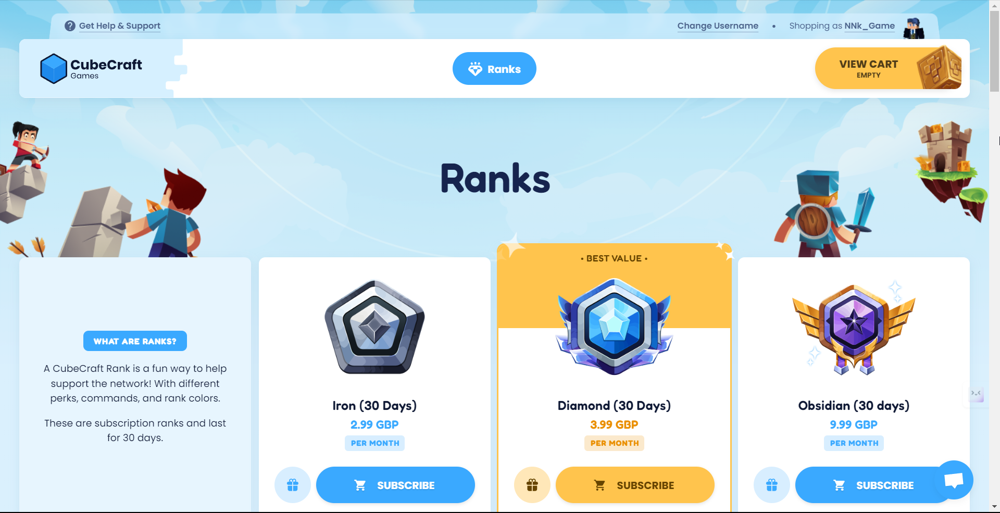 Get Help & Support
Change Username • Shopping as NNk_Game
CubeCraft
Games
Ranks
VIEW CART
EMPTY
Ranks
WHAT ARE RANKS?
A CubeCraft Rank is a fun way to help
support the network! With different
perks, commands, and rank colors.
These are subscription ranks and last
for 30 days.
Iron (30 Days)
2.99 GBP
PER MONTH
SUBSCRIBE
• BEST VALUE •
Diamond (30 Days)
3.99 GBP
PER MONTH
SUBSCRIBE
Obsidian (30 days)
9.99 GBP
PER MONTH
SUBSCRIBE